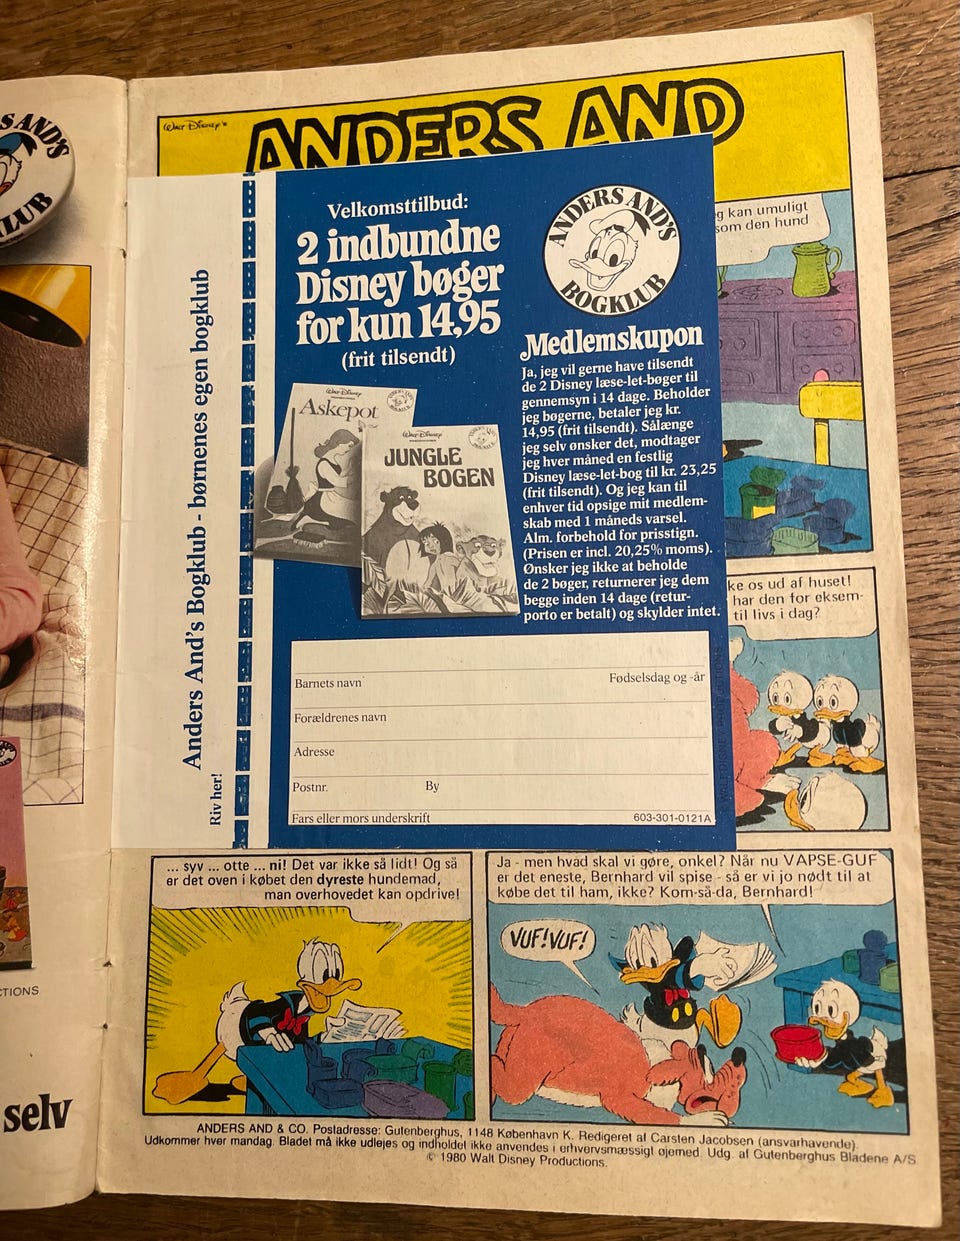 S AND'S
LUB
CTIONS
selv
WALT DISNEY'S
ANDERS AND
g kan umuligt
som den hund
Anders And's Bogklub - børnenes egen bogklub
Riv her!
Velkomsttilbud:
2 indbundne
Disney bøger
for kun 14,95
(frit tilsendt)
ANDERS AND'S
BOGKLUB
Walt Disney
Askepot
Walt Disney
JUNGLE
BOGEN
Medlemskupon
Ja, jeg vil gerne have tilsendt
de 2 Disney læse-let-bøger til
gennemsyn i 14 dage. Beholder
jeg bøgerne, betaler jeg kr.
14,95 (frit tilsendt). Sålænge
jeg selv ønsker det, modtager
jeg hver måned en festlig
Disney læse-let-bog til kr. 23,25
(frit tilsendt). Og jeg kan til
enhver tid opsige mit medlem-
skab med 1 måneds varsel.
Alm. forbehold for prisstign.
(Prisen er incl. 20,25% moms).
Ønsker jeg ikke at beholde
de 2 bøger, returnerer jeg dem
begge inden 14 dage (retur-
porto er betalt) og skylder intet.
Barnets navn Fødselsdag og -år
Forældrenes navn
Adresse
Postnr. By
Fars eller mors underskrift 603-301-0121A
ke os ud af huset!
har den for eksem-
til livs i dag?
... syv ... otte ... ni! Det var ikke så lidt! Og så
er det oven i købet den dyreste hundemad,
man overhovedet kan opdrive!
Ja - men hvad skal vi gøre, onkel? Når nu VAPSE-GUF
er det eneste, Bernhard vil spise - så er vi jo nødt til at
købe det til ham, ikke? Kom-så-da, Bernhard!
VUF! VUF!
ANDERS AND & CO. Postadresse: Gutenberghus, 1148 København K. Redigeret af Carsten Jacobsen (ansvarhavende).
Udkommer hver mandag. Bladet må ikke udlejes og indholdet ikke anvendes i erhvervsmæssigt øjemed. Udg. af Gutenberghus Bladene A/S
© 1980 Walt Disney Productions.